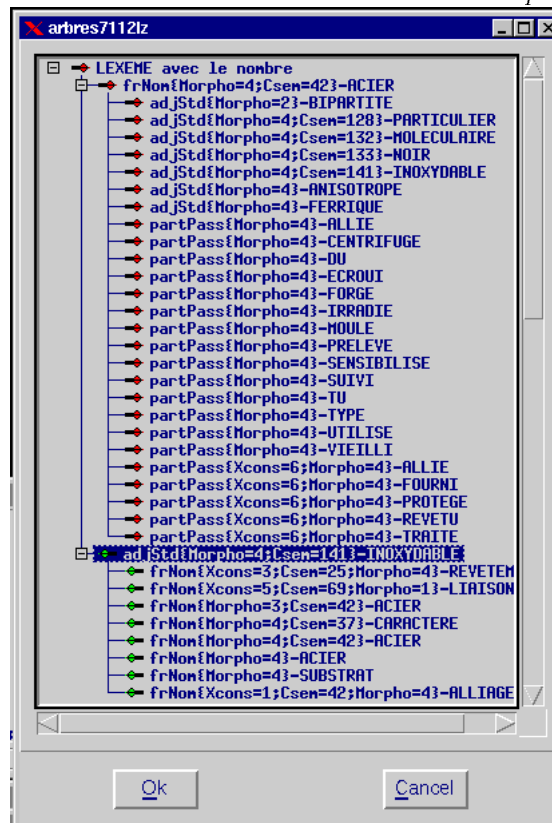 arbres7112lz
LEXEME avec le nombre
frNom{Morpho=4;Csem=42}-ACIER
adjStd{Morpho=2}-BIPARTITE
adjStd{Morpho=4;Csem=128}-PARTICULIER
adjStd{Morpho=4;Csem=132}-MOLECULAIRE
adjStd{Morpho=4;Csem=133}-NOIR
adjStd{Morpho=4;Csem=141}-INOXYDABLE
adjStd{Morpho=4}-ANISOTROPE
adjStd{Morpho=4}-FERRIQUE
partPass{Morpho=4}-ALLIE
partPass{Morpho=4}-CENTRIFUGE
partPass{Morpho=4}-DU
partPass{Morpho=4}-ECROUI
partPass{Morpho=4}-FORGE
partPass{Morpho=4}-IRRADIE
partPass{Morpho=4}-MOULE
partPass{Morpho=4}-PRELEVE
partPass{Morpho=4}-SENSIBILISE
partPass{Morpho=4}-SUIVI
partPass{Morpho=4}-TU
partPass{Morpho=4}-TYPE
partPass{Morpho=4}-UTILISE
partPass{Morpho=4}-VIEILLI
partPass{Xcons=6;Morpho=4}-ALLIE
partPass{Xcons=6;Morpho=4}-FOURNI
partPass{Xcons=6;Morpho=4}-PROTEGE
partPass{Xcons=6;Morpho=4}-REVETU
partPass{Xcons=6;Morpho=4}-TRAITE
adjStd{Morpho=4;Csem=141}-INOXYDABLE
frNom{Xcons=3;Csem=25;Morpho=4}-REVETEM
frNom{Xcons=5;Csem=69;Morpho=1}-LIAISON
frNom{Morpho=3;Csem=42}-ACIER
frNom{Morpho=4;Csem=37}-CARACTERE
frNom{Morpho=4;Csem=42}-ACIER
frNom{Morpho=4}-ACIER
frNom{Morpho=4}-SUBSTRAT
frNom{Xcons=1;Csem=42;Morpho=4}-ALLIAGE
Ok Cancel